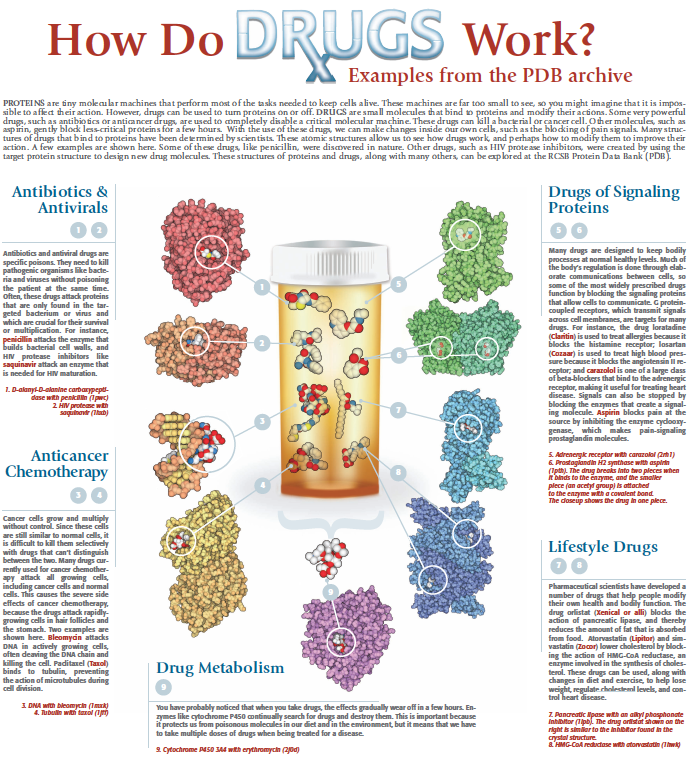 How Do DRUGS Work?
Rx
Examples from the PDB archive
PROTEINS are tiny molecular machines that perform most of the tasks needed to keep cells alive. These machines are far too small to see, so you might imagine that it is impos-
sible to affect their action. However, drugs can be used to turn proteins on or off. DRUGS are small molecules that bind to proteins and modify their actions. Some very powerful
drugs, such as antibiotics or anticancer drugs, are used to completely disable a critical molecular machine. These drugs can kill a bacterial or cancer cell. Other molecules, such as
aspirin, gently block less-critical proteins for a few hours. With the use of these drugs, we can make changes inside our own cells, such as the blocking of pain signals. Many struc-
tures of drugs that bind to proteins have been determined by scientists. These atomic structures allow us to see how drugs work, and perhaps how to modify them to improve their
action. A few examples are shown here. Some of these drugs, like penicillin, were discovered in nature. Other drugs, such as HIV protease inhibitors, were created by using the
target protein structure to design new drug molecules. These structures of proteins and drugs, along with many others, can be explored at the RCSB Protein Data Bank (PDB).
Antibiotics &
Antivirals
1 2
Antibiotics and antiviral drugs are
specific poisons. They need to kill
pathogenic organisms like bacte-
ria and viruses without poisoning
the patient at the same time.
Often, these drugs attack proteins
that are only found in the tar-
geted bacterium or virus and
which are crucial for their survival
or multiplication. For instance,
penicillin attacks the enzyme that
builds bacterial cell walls, and
HIV protease inhibitors like
saquinavir attack an enzyme that
is needed for HIV maturation.
1. D-alanyl-D-alanine carboxypepti-
dase with penicillin (1pwc)
2. HIV protease with
saquinavir (1hxb)
Anticancer
Chemotherapy
3 4
Cancer cells grow and multiply
without control. Since these cells
are still similar to normal cells, it
is difficult to kill them selectively
with drugs that can't distinguish
between the two. Many drugs cur-
rently used for cancer chemother-
apy attack all growing cells,
including cancer cells and normal
cells. This causes the severe side
effects of cancer chemotherapy,
because the drugs attack rapidly-
growing cells in hair follicles and
the stomach. Two examples are
shown here. Bleomycin attacks
DNA in actively growing cells,
often cleaving the DNA chain and
killing the cell. Paclitaxel (Taxol)
binds to tubulin, preventing
the action of microtubules during
cell division.
3. DNA with bleomycin (1mxk)
4. Tubulin with taxol (1jff)
1
2
3
4
5
6
7
8
9
Drug Metabolism
9
You have probably noticed that when you take drugs, the effects gradually wear off in a few hours. En-
zymes like cytochrome P450 continually search for drugs and destroy them. This is important because
it protects us from poisonous molecules in our diet and in the environment, but it means that we have
to take multiple doses of drugs when being treated for a disease.
9. Cytochrome P450 3A4 with erythromycin (2j0d)
Drugs of Signaling
Proteins
5 6
Many drugs are designed to keep bodily
processes at normal healthy levels. Much of
the body's regulation is done through elab-
orate communications between cells, so
some of the most widely prescribed drugs
function by blocking the signaling proteins
that allow cells to communicate. G protein-
coupled receptors, which transmit signals
across cell membranes, are targets for many
drugs. For instance, the drug loratadine
(Claritin) is used to treat allergies because it
blocks the histamine receptor; losartan
(Cozaar) is used to treat high blood pres-
sure because it blocks the angiotensin II re-
ceptor; and carazolol is one of a large class
of beta-blockers that bind to the adrenergic
receptor, making it useful for treating heart
disease. Signals can also be stopped by
blocking the enzymes that create a signal-
ing molecule. Aspirin blocks pain at the
source by inhibiting the enzyme cyclooxy-
genase, which makes pain-signaling
prostaglandin molecules.
5. Adrenergic receptor with carazolol (2rh1)
6. Prostaglandin H2 synthase with aspirin
(1pth). The drug breaks into two pieces when
it binds to the enzyme, and the smaller
piece (an acetyl group) is attached
to the enzyme with a covalent bond.
The closeup shows the drug in one piece.
Lifestyle Drugs
7 8
Pharmaceutical scientists have developed a
number of drugs that help people modify
their own health and bodily function. The
drug orlistat (Xenical or alli) blocks the
action of pancreatic lipase, and thereby
reduces the amount of fat that is absorbed
from food. Atorvastatin (Lipitor) and sim-
vastatin (Zocor) lower cholesterol by block-
ing the action of HMG-CoA reductase, an
enzyme involved in the synthesis of choles-
terol. These drugs can be used, along with
changes in diet and exercise, to help lose
weight, regulate cholesterol levels, and con-
trol heart disease.
7. Pancreatic lipase with an alkyl phosphonate
inhibitor (1lpb). The drug orlistat shown on the
right is similar to the inhibitor found in the
crystal structure.
8. HMG-CoA reductase with atorvastatin (1hwk)